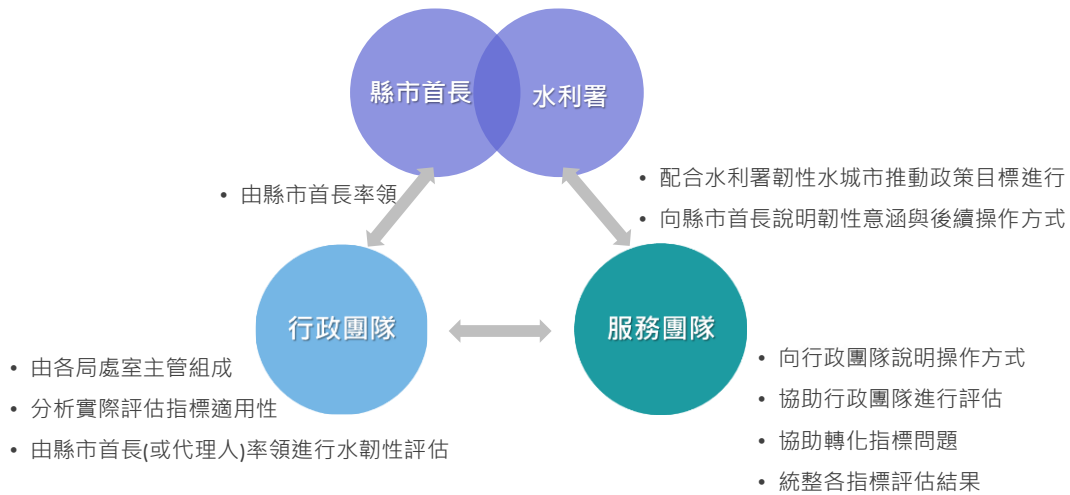 縣市首長
水利署
• 由縣市首長率領
• 配合水利署韌性水城市推動政策目標進行
• 向縣市首長說明韌性意涵與後續操作方式
行政團隊
服務團隊
• 由各局處室主管組成
• 分析實際評估指標適用性
• 由縣市首長(或代理人)率領進行水韌性評估
• 向行政團隊說明操作方式
• 協助行政團隊進行評估
• 協助轉化指標問題
• 統整各指標評估結果